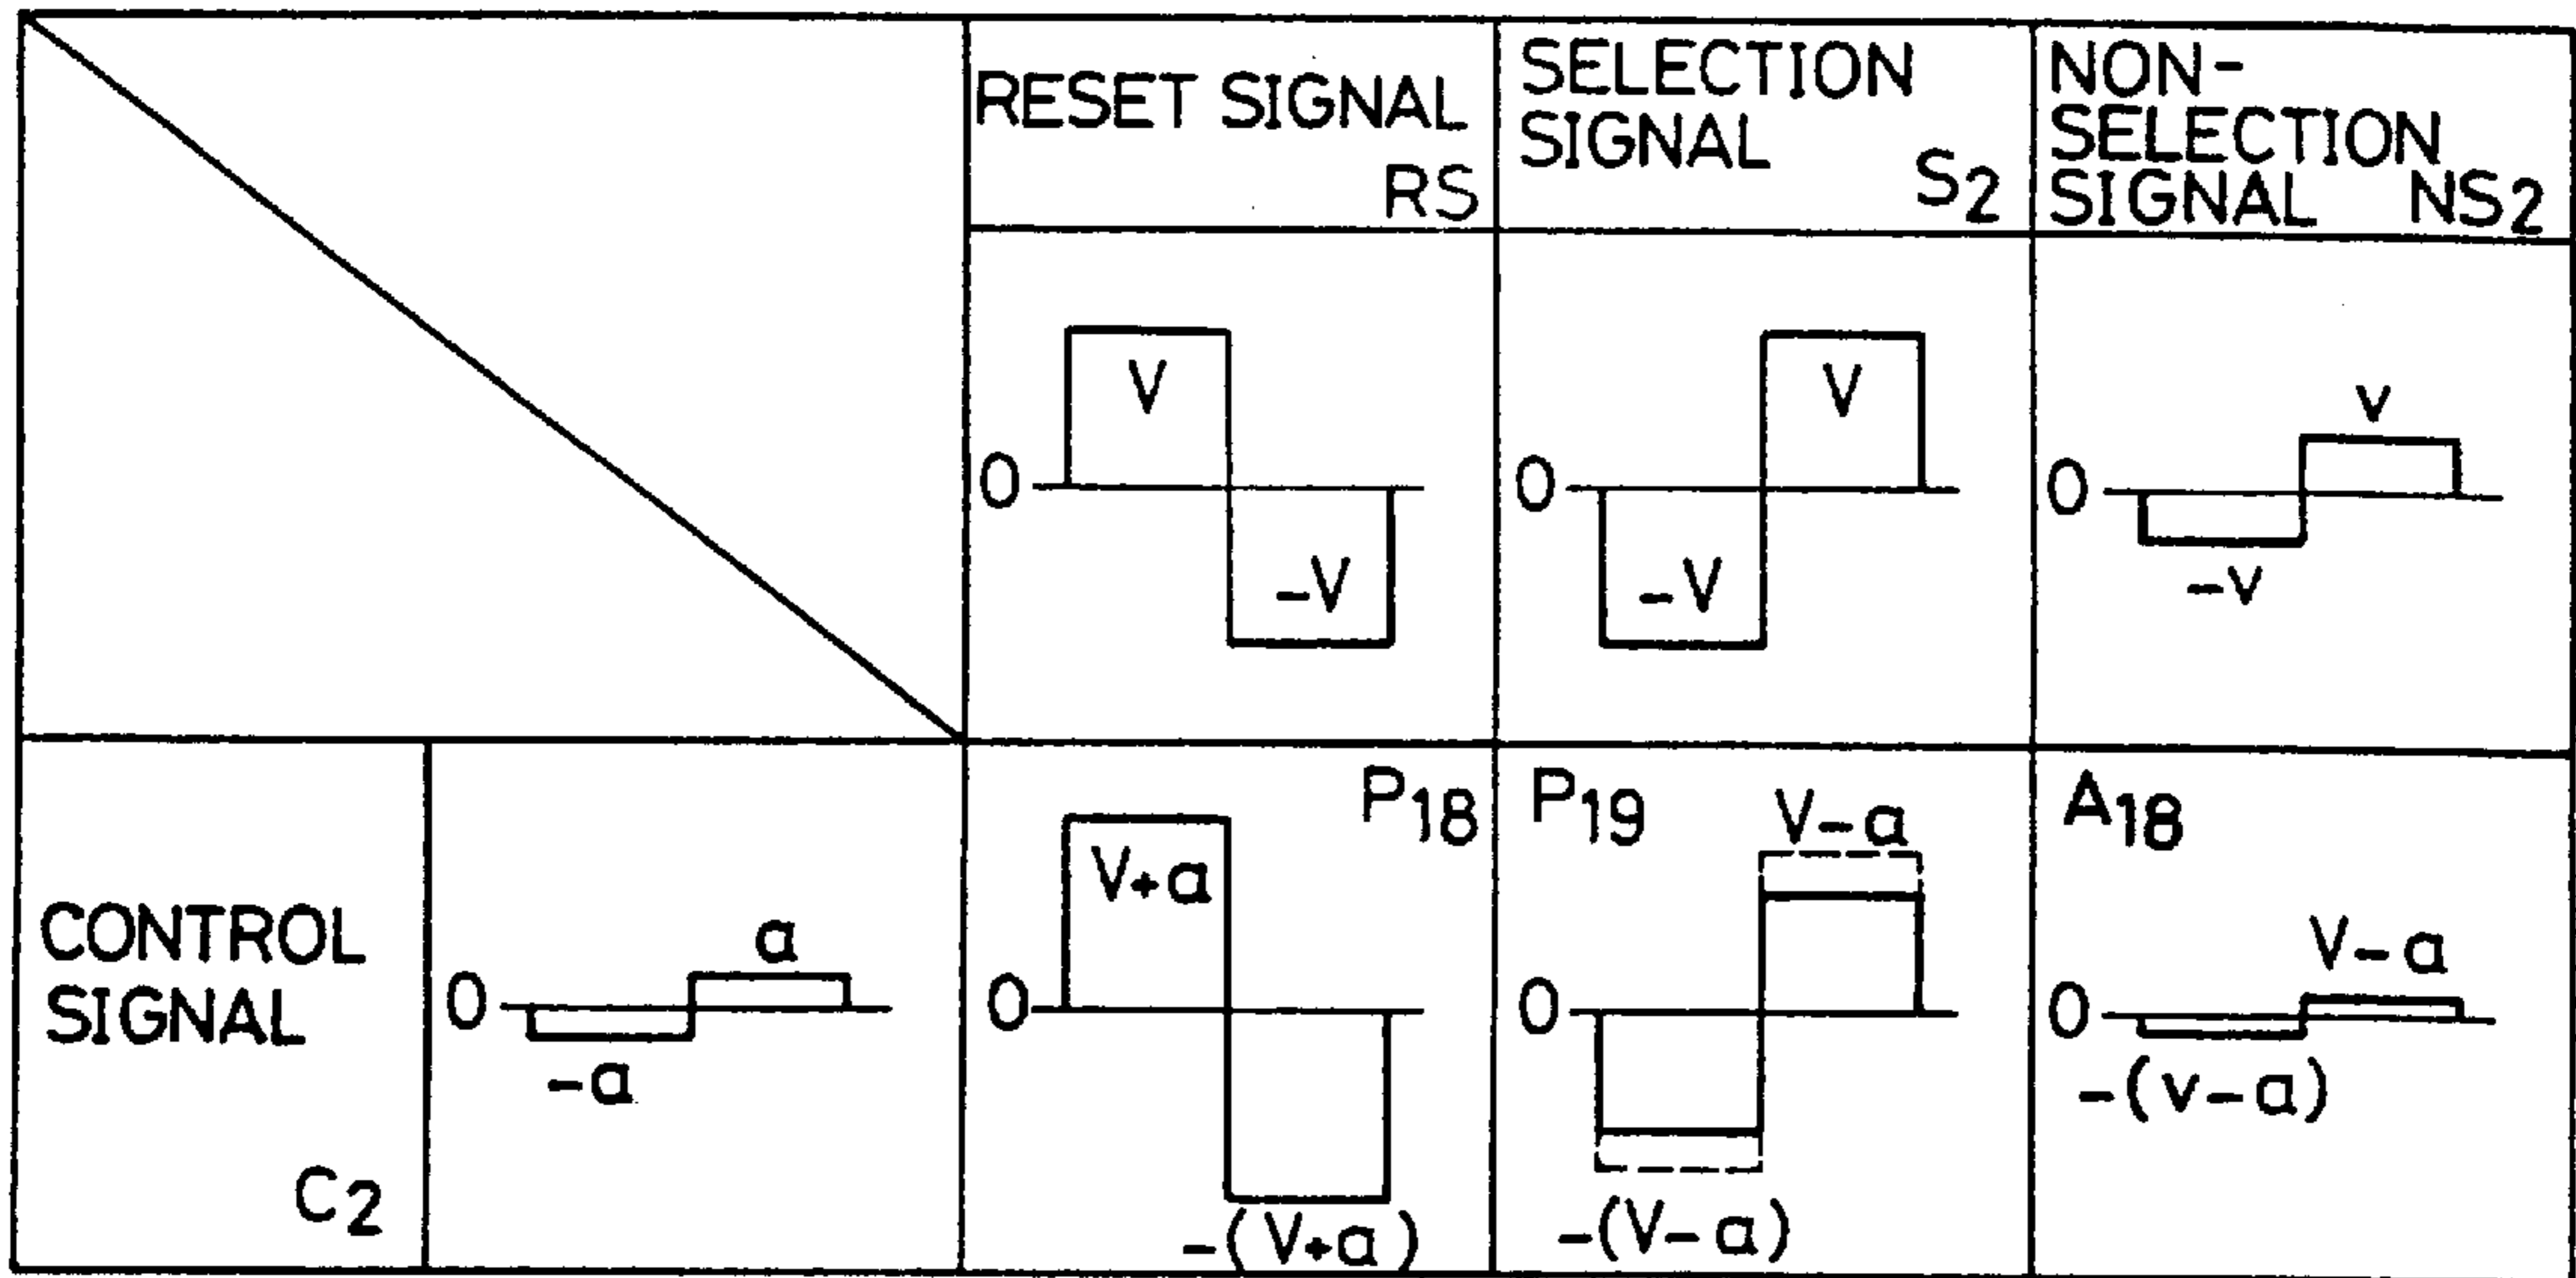 RESET SIGNAL
RS
SELECTION
SIGNAL
S2
NON-
SELECTION
SIGNAL NS2
0
V
-V
0
V
-V
0
v
-v
CONTROL
SIGNAL
C2
0
a
-a
P18
V+a
0
-(V+a)
P19
V-a
0
-(V-a)
A18
V-a
0
-(v-a)